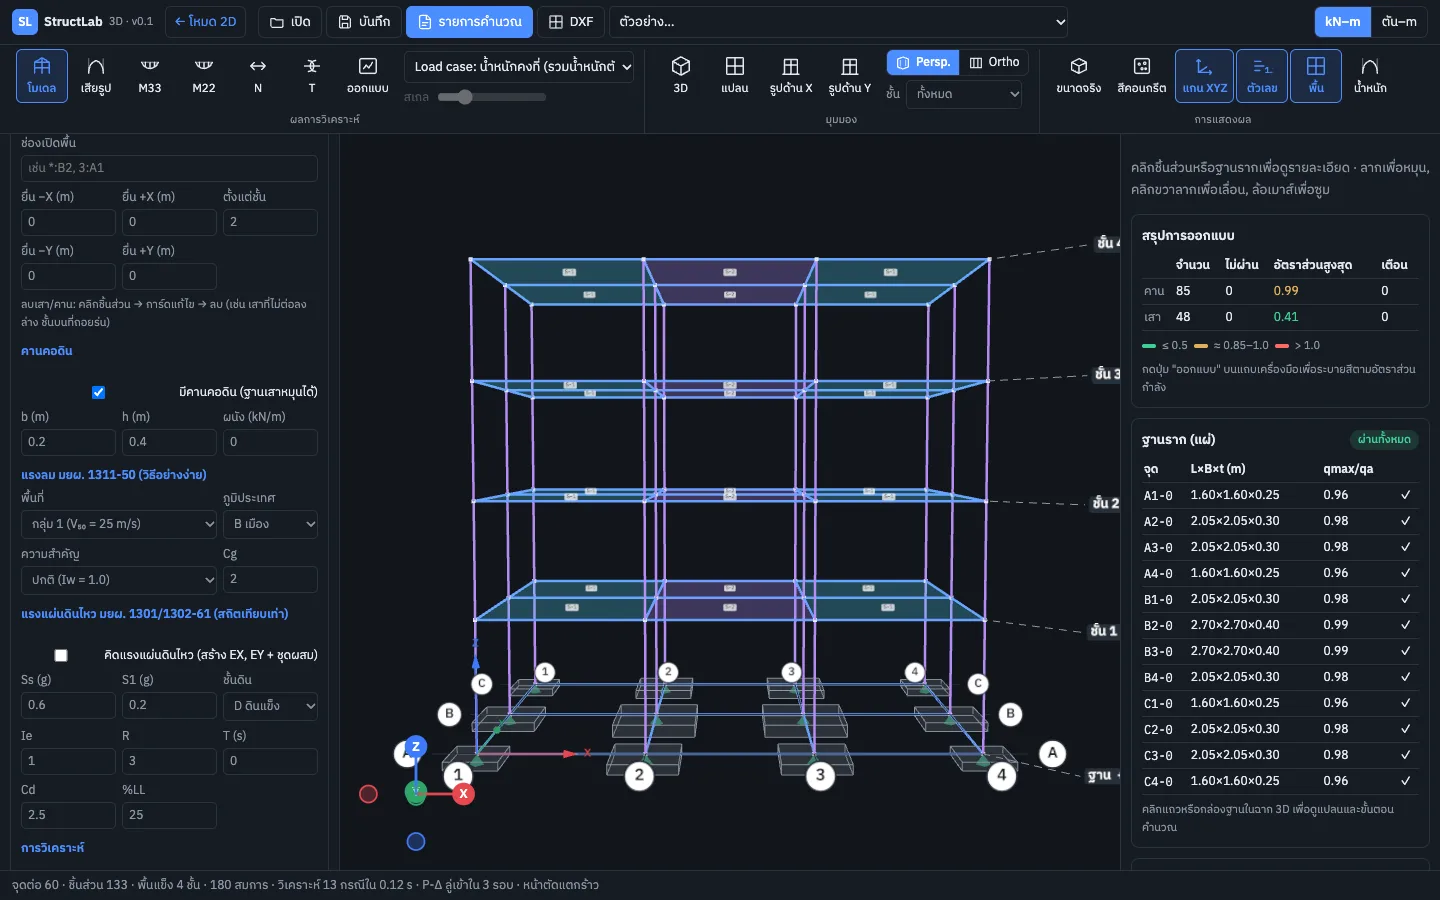 SL StructLab 3D · v0.1 ← โหมด 2D เปิด บันทึก รายการคำนวณ DXF ตัวอย่าง... kN–m ตัน–m
โมเดล เสียรูป M33 M22 N T ออกแบบ
Load case: น้ำหนักคงที่ (รวมน้ำหนักตั
สเกล
ผลการวิเคราะห์
3D แปลน รูปด้าน X รูปด้าน Y
Persp. Ortho
ชั้น ทั้งหมด
มุมมอง
ขนาดจริง สีคอนกรีต แกน XYZ ตัวเลข พื้น น้ำหนัก
การแสดงผล
ช่องเปิดพื้น
เช่น *:B2, 3:A1
ยื่น −X (m) ยื่น +X (m) ตั้งแต่ชั้น
0 0 2
ยื่น −Y (m) ยื่น +Y (m)
0 0
ลบเสา/คาน: คลิกชิ้นส่วน → การ์ดแก้ไข → ลบ (เช่น เสาที่ไม่ต่อลง
ล่าง ชั้นบนที่ถอยร่น)
คานคอดิน
มีคานคอดิน (ฐานเสาหมุนได้)
b (m) h (m) ผนัง (kN/m)
0.2 0.4 0
แรงลม มยผ. 1311-50 (วิธีอย่างง่าย)
พื้นที่ ภูมิประเทศ
กลุ่ม 1 (V₅₀ = 25 m/s) B เมือง
ความสำคัญ Cg
ปกติ (Iw = 1.0) 2
แรงแผ่นดินไหว มยผ. 1301/1302-61 (สถิตเทียบเท่า)
คิดแรงแผ่นดินไหว (สร้าง EX, EY + ชุดผสม)
Ss (g) S1 (g) ชั้นดิน
0.6 0.2 D ดินแข็ง
Ie R T (s)
1 3 0
Cd %LL
2.5 25
การวิเคราะห์
ชั้น 4
ชั้น 3
ชั้น 2
ชั้น 1
ฐาน
1 2 3 4
C C
B B
A A
1 2 3 4
X
Z
X
คลิกชิ้นส่วนหรือฐานรากเพื่อดูรายละเอียด · ลากเพื่อหมุน,
คลิกขวาลากเพื่อเลื่อน, ล้อเมาส์เพื่อซูม
สรุปการออกแบบ
จำนวน ไม่ผ่าน อัตราส่วนสูงสุด เตือน
คาน 85 0 0.99 0
เสา 48 0 0.41 0
≤ 0.5 ≈ 0.85–1.0 > 1.0
กดปุ่ม "ออกแบบ" บนแถบเครื่องมือเพื่อระบายสีตามอัตราส่วน
กำลัง
ฐานราก (แผ่) ผ่านทั้งหมด
จุด L×B×t (m) qmax/qa
A1-0 1.60×1.60×0.25 0.96 ✓
A2-0 2.05×2.05×0.30 0.98 ✓
A3-0 2.05×2.05×0.30 0.98 ✓
A4-0 1.60×1.60×0.25 0.96 ✓
B1-0 2.05×2.05×0.30 0.98 ✓
B2-0 2.70×2.70×0.40 0.99 ✓
B3-0 2.70×2.70×0.40 0.99 ✓
B4-0 2.05×2.05×0.30 0.98 ✓
C1-0 1.60×1.60×0.25 0.96 ✓
C2-0 2.05×2.05×0.30 0.98 ✓
C3-0 2.05×2.05×0.30 0.98 ✓
C4-0 1.60×1.60×0.25 0.96 ✓
คลิกแถวหรือกล่องฐานในฉาก 3D เพื่อดูแปลนและขั้นตอน
คำนวณ
จุดต่อ 60 · ชิ้นส่วน 133 · พื้นแข็ง 4 ชั้น · 180 สมการ · วิเคราะห์ 13 กรณีใน 0.12 s · P-Δ ลู่เข้าใน 3 รอบ · หน้าตัดแตกร้าว